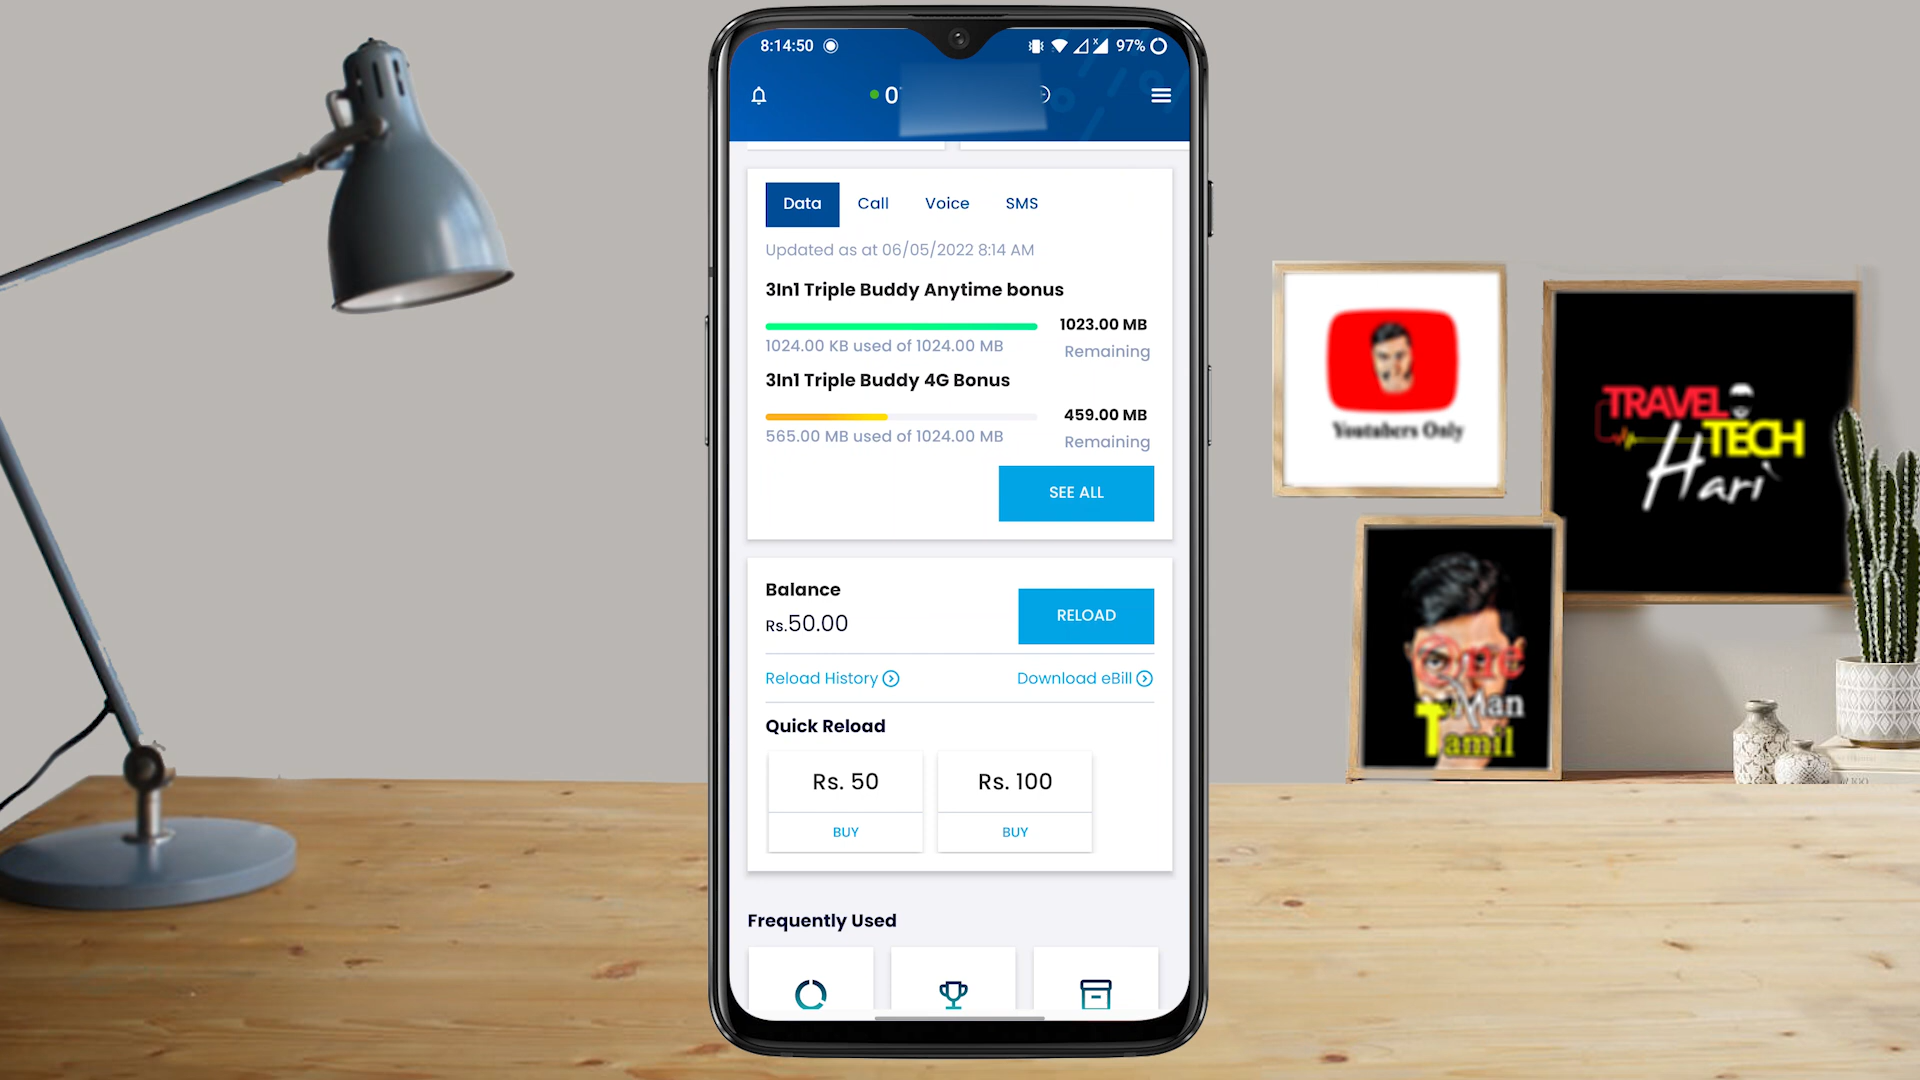 8:14:50
97%
0
Data Call Voice SMS
Updated as at 06/05/2022 8:14 AM
3In1 Triple Buddy Anytime bonus
1023.00 MB
1024.00 KB used of 1024.00 MB
Remaining
3In1 Triple Buddy 4G Bonus
459.00 MB
565.00 MB used of 1024.00 MB
Remaining
SEE ALL
Balance
Rs.50.00
RELOAD
Reload History
Download eBill
Quick Reload
Rs. 50
Rs. 100
BUY
BUY
Frequently Used
Youtubers Only
TRAVEL
TECH
Hari
One
Man
Tamil